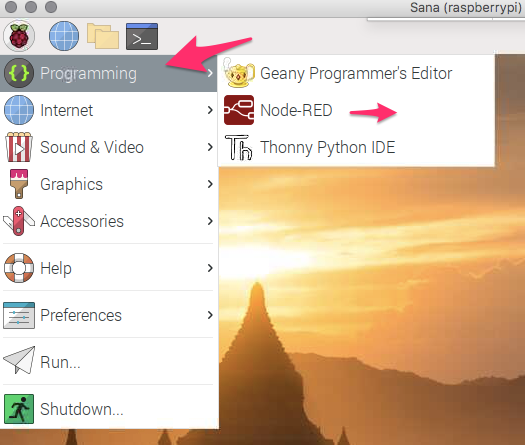 Sana (raspberrypi)
Programming
Internet
Sound & Video
Graphics
Accessories
Help
Preferences
Run...
Shutdown...
Geany Programmer's Editor
Node-RED
Thonny Python IDE